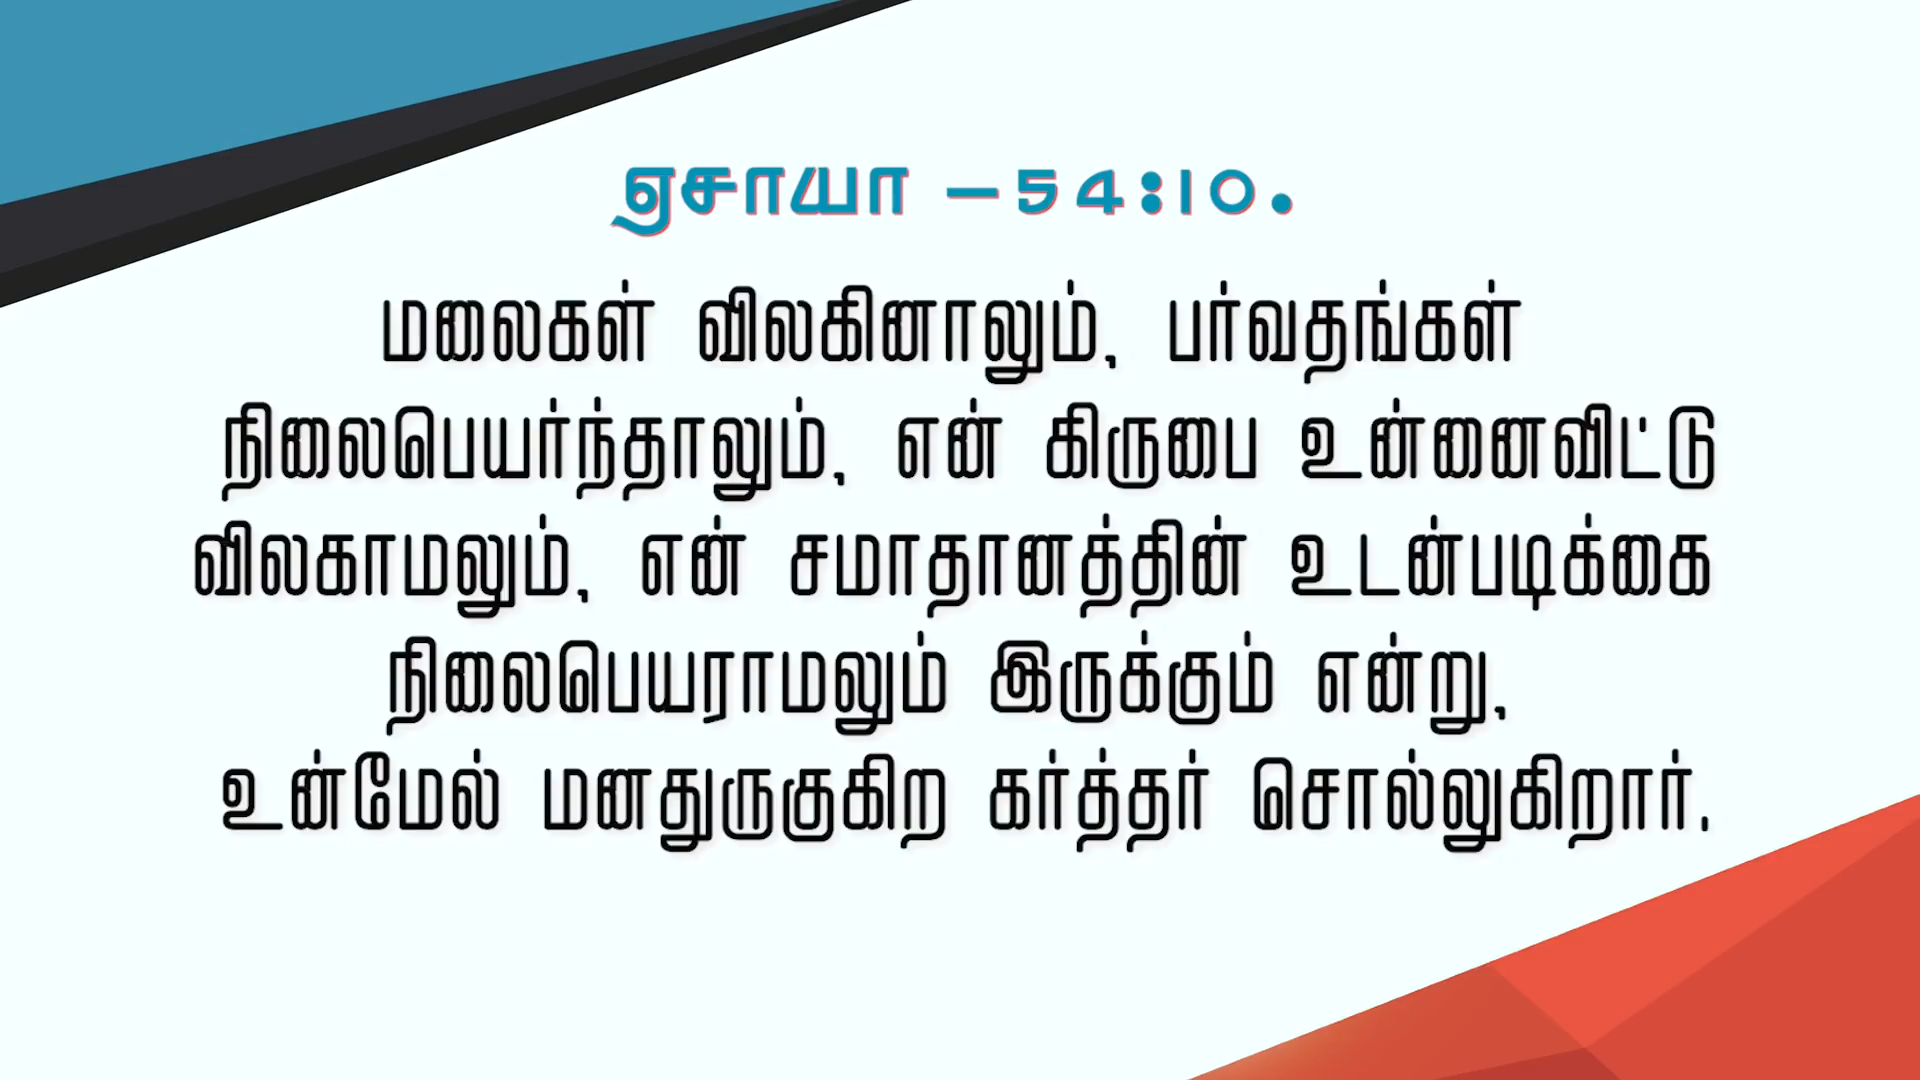 ஏசாயா – 54:10.
மலைகள் விலகினாலும், பர்வதங்கள்
நிலைபெயர்ந்தாலும், என் கிருபை உன்னைவிட்டு
விலகாமலும், என் சமாதானத்தின் உடன்படிக்கை
நிலைபெயராமலும் இருக்கும் என்று,
உன்மேல் மனதுருகுகிற கர்த்தர் சொல்லுகிறார்.